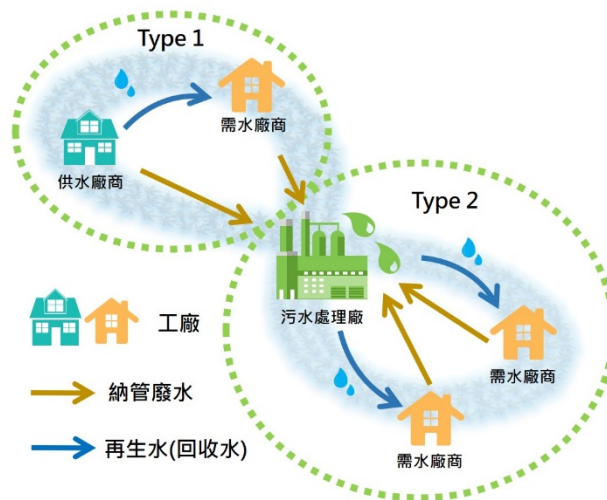 Type 1
需水廠商
供水廠商
Type 2
污水處理廠
需水廠商
需水廠商
工廠
納管廢水
再生水(回收水)